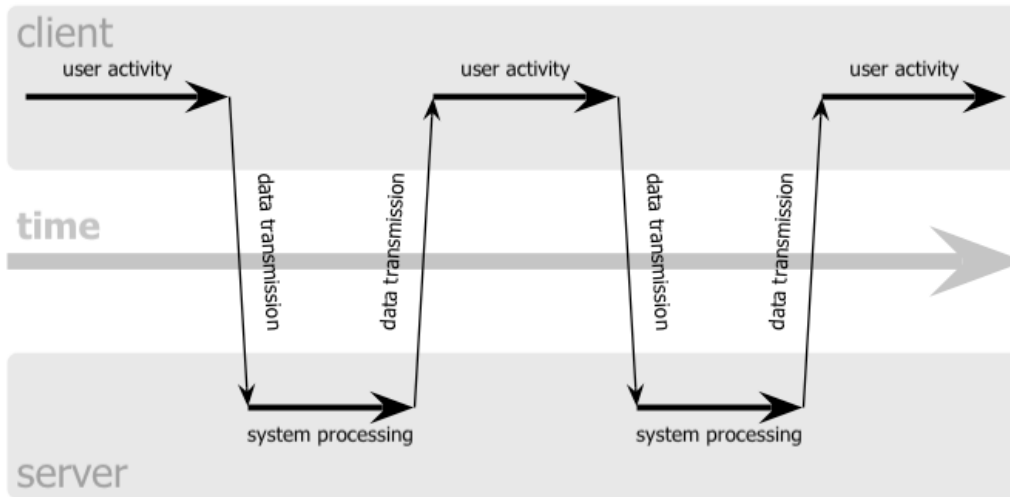 client
user activity
user activity
user activity
data transmission
data transmission
data transmission
data transmission
time
system processing
system processing
server